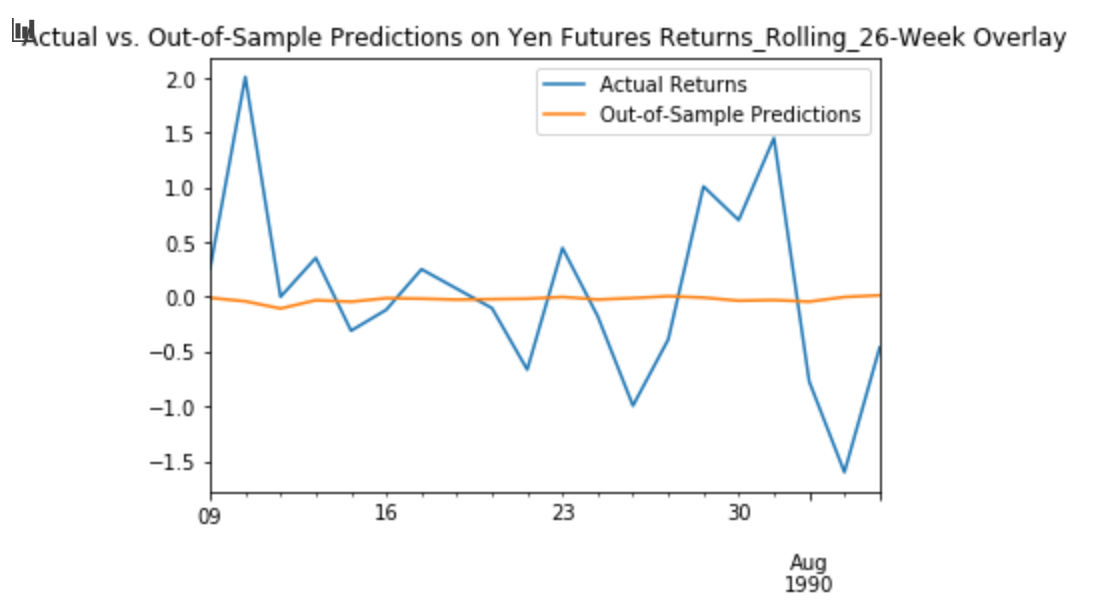 Actual vs. Out-of-Sample Predictions on Yen Futures Returns_Rolling_26-Week Overlay
Actual Returns
Out-of-Sample Predictions
2.0
1.5
1.0
0.5
0.0
−0.5
−1.0
−1.5
09 16 23 30
Aug
1990